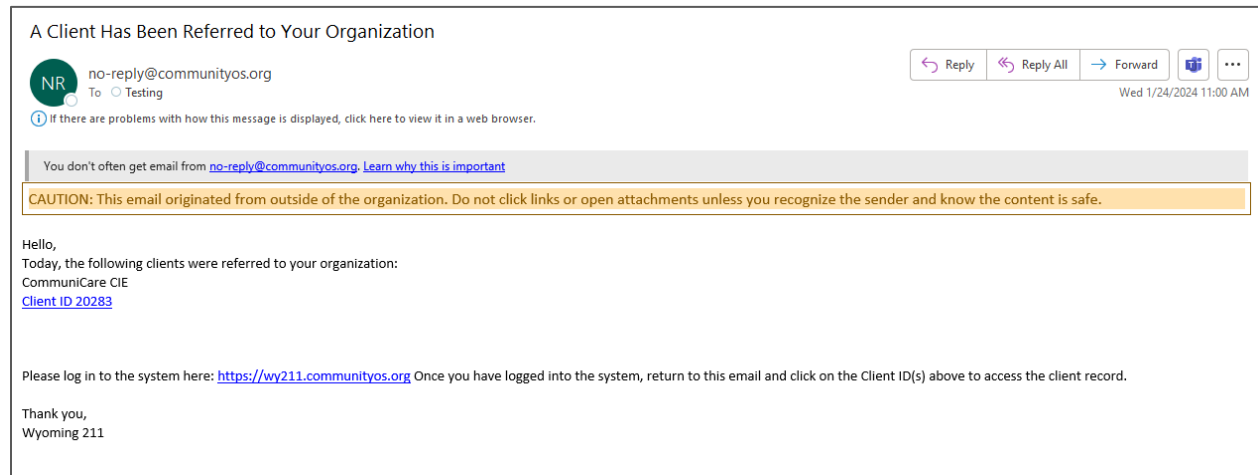 A Client Has Been Referred to Your Organization
NR
no-reply@communityos.org
To Testing
Reply
Reply All
Forward
Wed 1/24/2024 11:00 AM
If there are problems with how this message is displayed, click here to view it in a web browser.
You don't often get email from no-reply@communityos.org. Learn why this is important
CAUTION: This email originated from outside of the organization. Do not click links or open attachments unless you recognize the sender and know the content is safe.
Hello,
Today, the following clients were referred to your organization:
CommuniCare CIE
Client ID 20283
Please log in to the system here: https://wy211.communityos.org Once you have logged into the system, return to this email and click on the Client ID(s) above to access the client record.
Thank you,
Wyoming 211